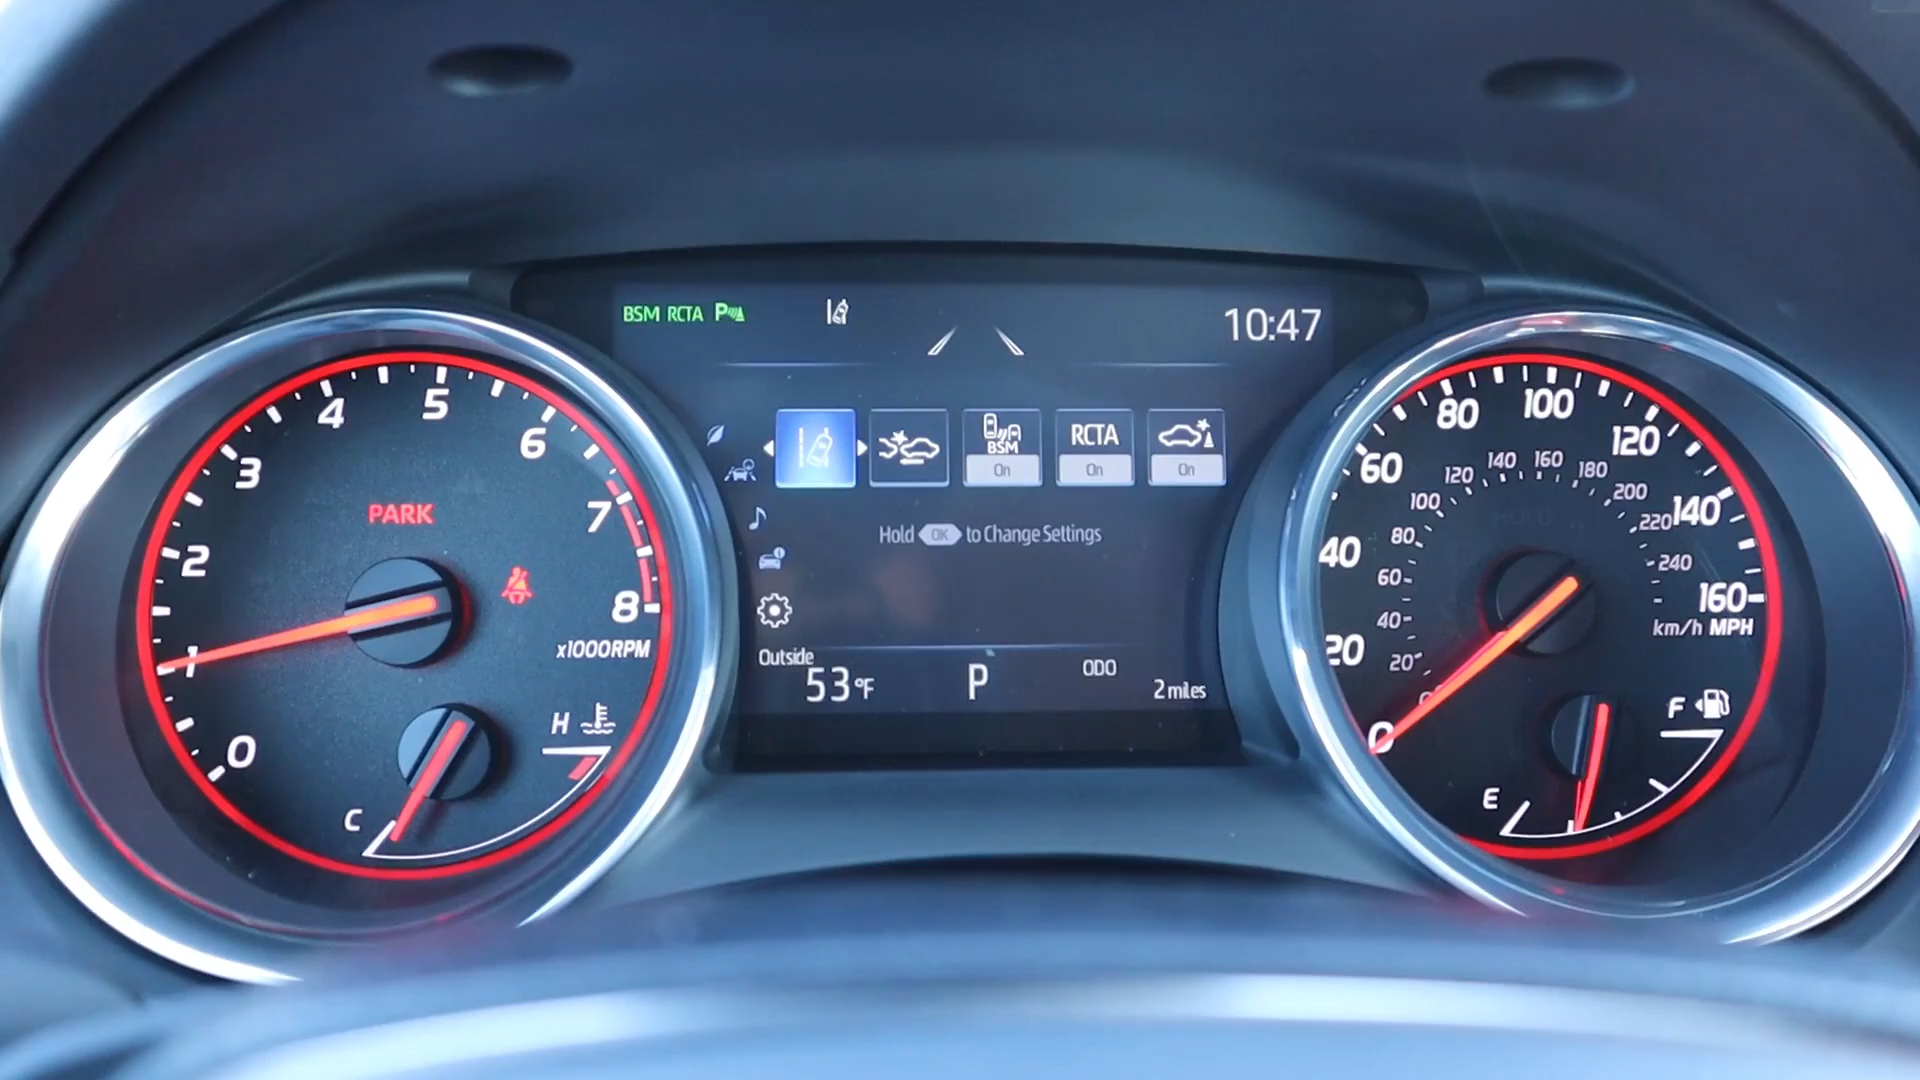 BSM RCTA P
10:47
BSM
On
RCTA
On
On
Hold OK to Change Settings
Outside
53°F
P
ODO
2 miles
PARK
0
1
2
3
4
5
6
7
8
x1000RPM
H
C
0
20
40
60
80
100
120
140
160
km/h MPH
20
40
60
80
100
120
140
160
180
200
220
240
F
E